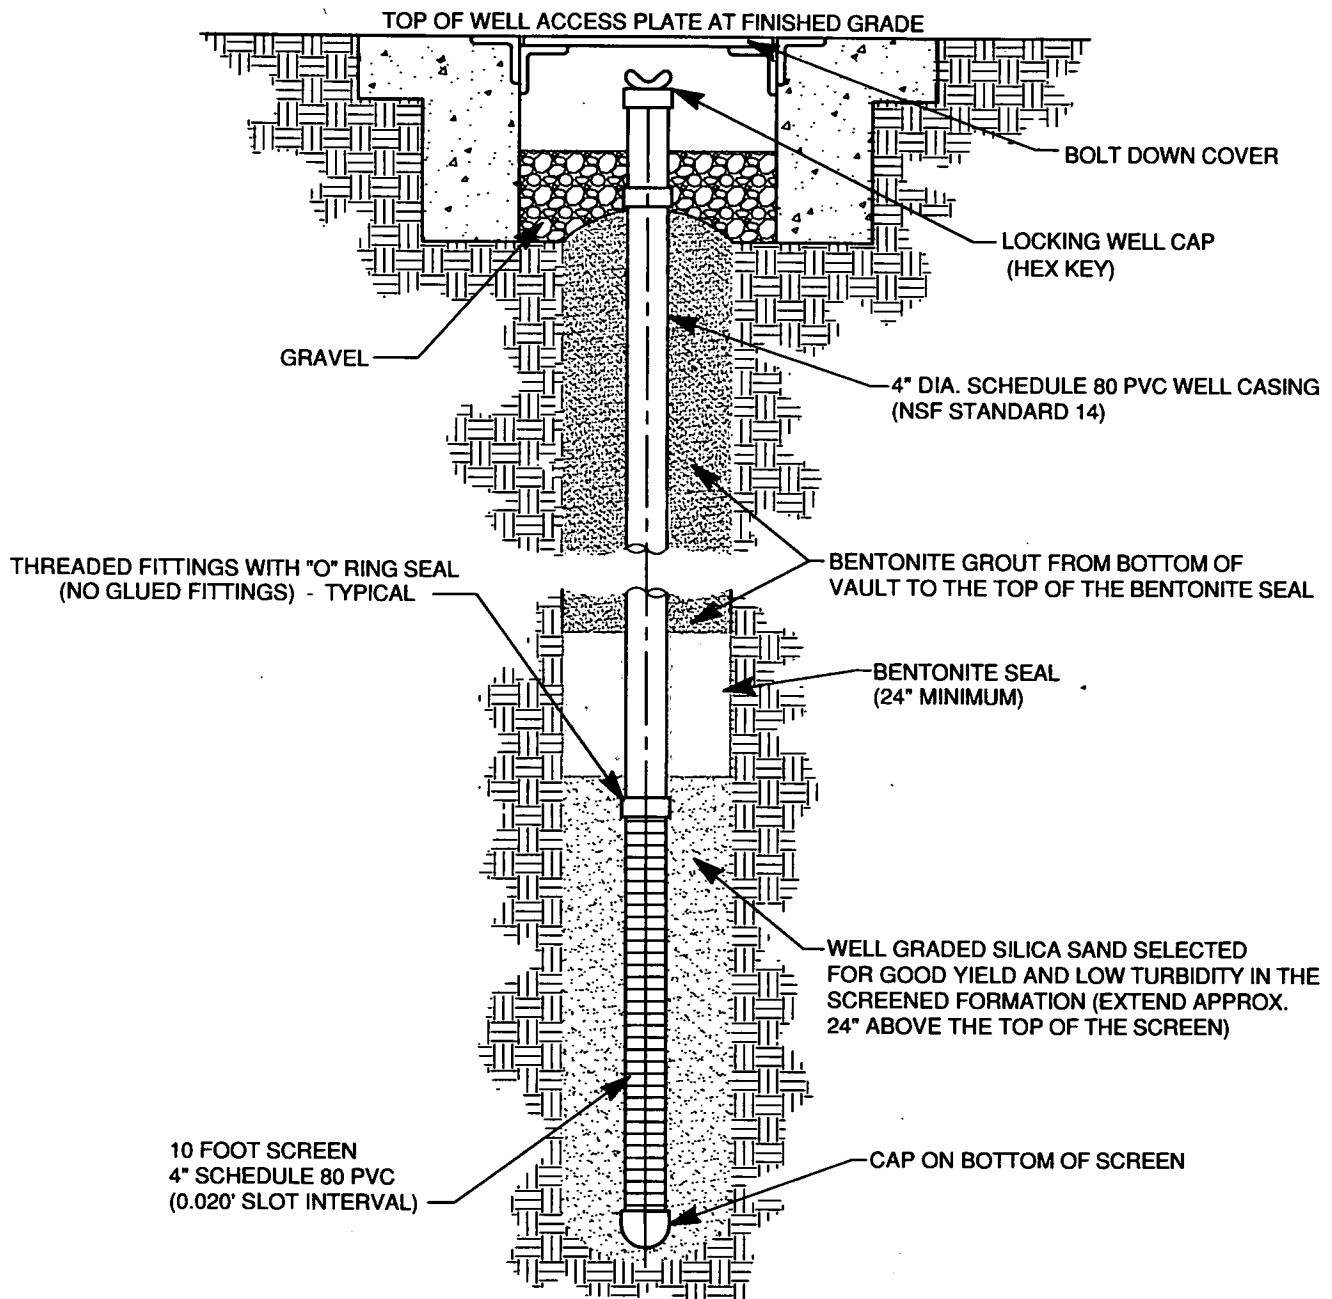 TOP OF WELL ACCESS PLATE AT FINISHED GRADE
BOLT DOWN COVER
LOCKING WELL CAP
(HEX KEY)
GRAVEL
4" DIA. SCHEDULE 80 PVC WELL CASING
(NSF STANDARD 14)
THREADED FITTINGS WITH "O" RING SEAL
(NO GLUED FITTINGS) - TYPICAL
BENTONITE GROUT FROM BOTTOM OF
VAULT TO THE TOP OF THE BENTONITE SEAL
BENTONITE SEAL
(24" MINIMUM)
WELL GRADED SILICA SAND SELECTED
FOR GOOD YIELD AND LOW TURBIDITY IN THE
SCREENED FORMATION (EXTEND APPROX.
24" ABOVE THE TOP OF THE SCREEN)
10 FOOT SCREEN
4" SCHEDULE 80 PVC
(0.020' SLOT INTERVAL)
CAP ON BOTTOM OF SCREEN